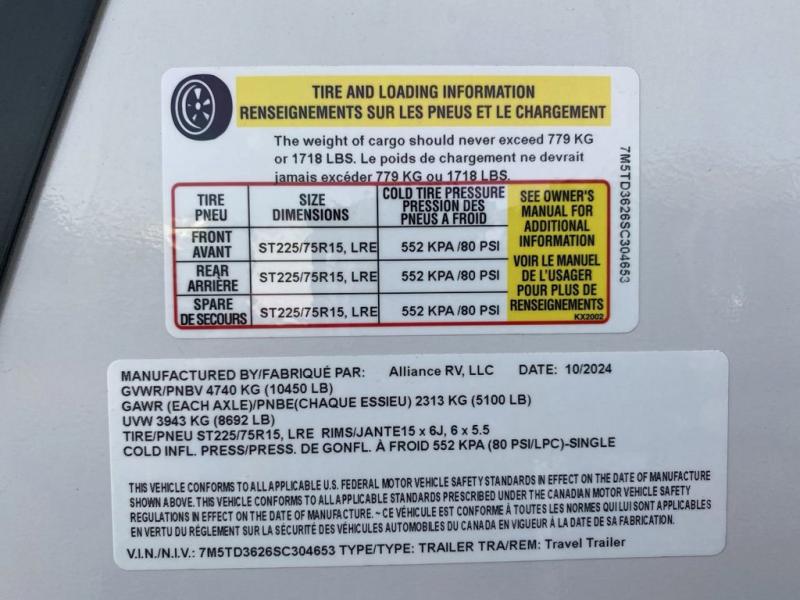 TIRE AND LOADING INFORMATION
RENSEIGNEMENTS SUR LES PNEUS ET LE CHARGEMENT
The weight of cargo should never exceed 779 KG
or 1718 LBS. Le poids de chargement ne devrait
jamais excéder 779 KG ou 1718 LBS.
TIRE PNEU
SIZE DIMENSIONS
COLD TIRE PRESSURE PRESSION DES PNEUS A FROID
FRONT AVANT
ST225/75R15, LRE
552 KPA /80 PSI
REAR ARRIÈRE
ST225/75R15, LRE
552 KPA /80 PSI
SPARE DE SECOURS
ST225/75R15, LRE
552 KPA /80 PSI
SEE OWNER'S
MANUAL FOR
ADDITIONAL
INFORMATION
VOIR LE MANUEL
DE L'USAGER
POUR PLUS DE
RENSEIGNEMENTS
KX2002
7M5TD3626SC304653
MANUFACTURED BY/FABRIQUÉ PAR: Alliance RV, LLC DATE: 10/2024
GVWR/PNBV 4740 KG (10450 LB)
GAWR (EACH AXLE)/PNBE(CHAQUE ESSIEU) 2313 KG (5100 LB)
UVW 3943 KG (8692 LB)
TIRE/PNEU ST225/75R15, LRE RIMS/JANTE15 x 6J, 6 x 5.5
COLD INFL. PRESS/PRESS. DE GONFL. À FROID 552 KPA (80 PSI/LPC)-SINGLE
THIS VEHICLE CONFORMS TO ALL APPLICABLE U.S. FEDERAL MOTOR VEHICLE SAFETY STANDARDS IN EFFECT ON THE DATE OF MANUFACTURE
SHOWN ABOVE. THIS VEHICLE CONFORMS TO ALL APPLICABLE STANDARDS PRESCRIBED UNDER THE CANADIAN MOTOR VEHICLE SAFETY
REGULATIONS IN EFFECT ON THE DATE OF MANUFACTURE. ~ CE VÉHICULE EST CONFORME À TOUTES LES NORMES QUI LUI SONT APPLICABLES
EN VERTU DU RÈGLEMENT SUR LA SÉCURITÉ DES VÉHICULES AUTOMOBILES DU CANADA EN VIGUEUR À LA DATE DE SA FABRICATION.
V.I.N./N.I.V.: 7M5TD3626SC304653 TYPE/TYPE: TRAILER TRA/REM: Travel Trailer